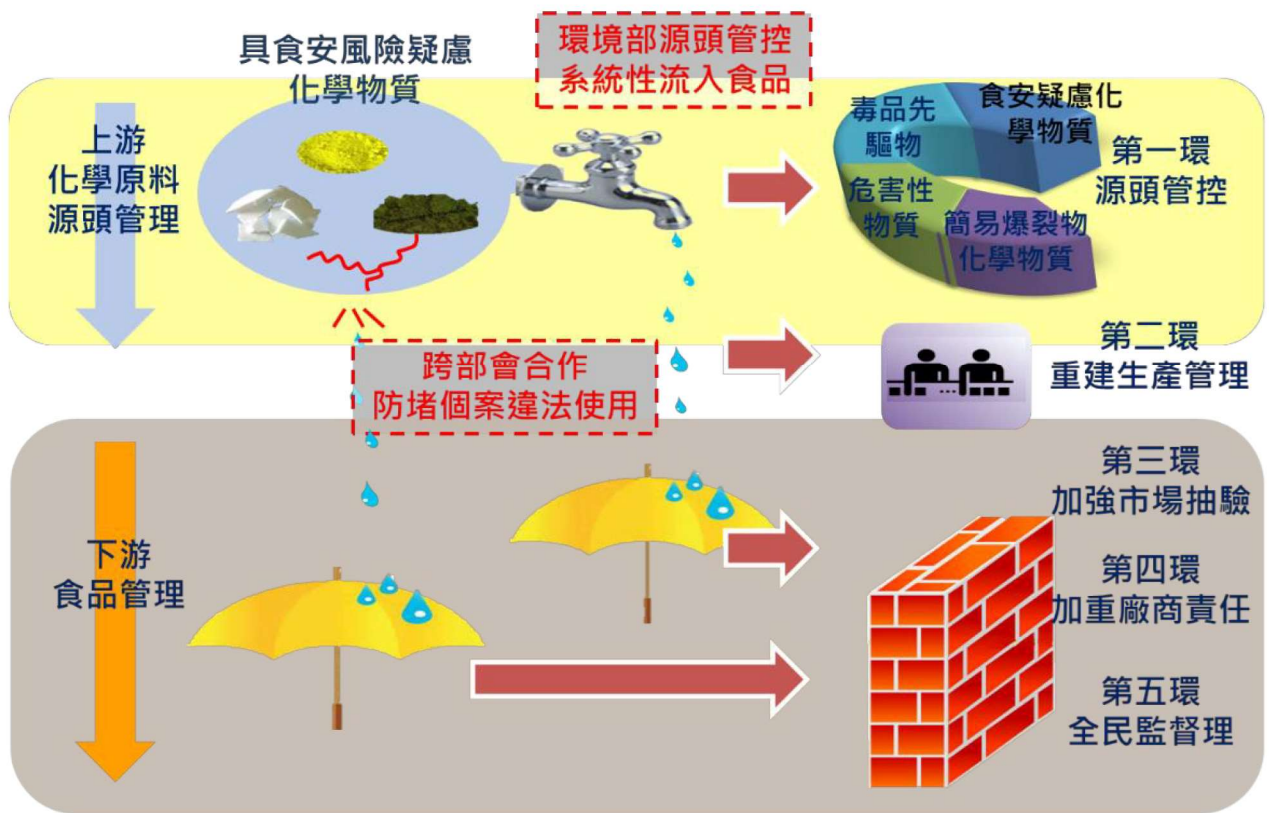 具食安風險疑慮
化學物質
環境部源頭管控
系統性流入食品
上游
化學原料
源頭管理
毒品先
驅物
食安疑慮化
學物質
危害性
物質
簡易爆裂物
化學物質
第一環
源頭管控
跨部會合作
防堵個案違法使用
第二環
重建生產管理
下游
食品管理
第三環
加強市場抽驗
第四環
加重廠商責任
第五環
全民監督理